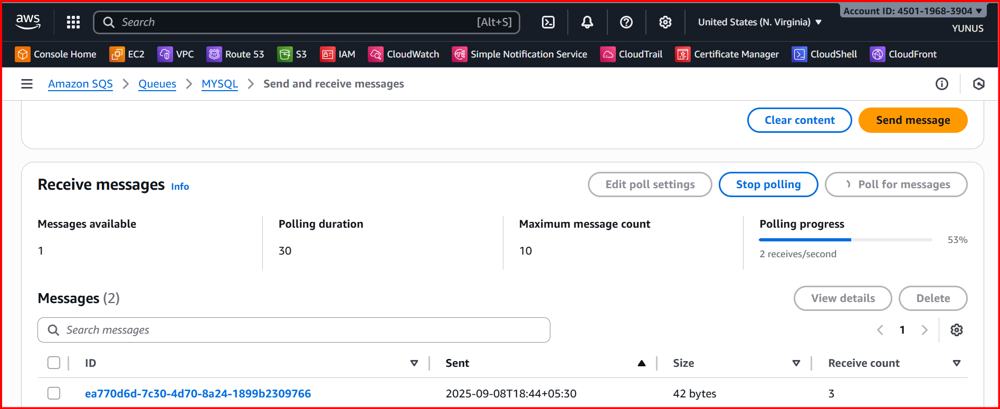 Account ID: 4501-1968-3904
aws Search [Alt+S] United States (N. Virginia)
YUNUS
Console Home EC2 VPC Route 53 S3 IAM CloudWatch Simple Notification Service CloudTrail Certificate Manager CloudShell CloudFront
Amazon SQS Queues MYSQL Send and receive messages
Clear content Send message
Receive messages Info Edit poll settings Stop polling Poll for messages
Messages available Polling duration Maximum message count Polling progress
53%
1 30 10
2 receives/second
Messages (2) View details Delete
Search messages 1
ID Sent Size Receive count
ea770d6d-7c30-4d70-8a24-1899b2309766 2025-09-08T18:44+05:30 42 bytes 3